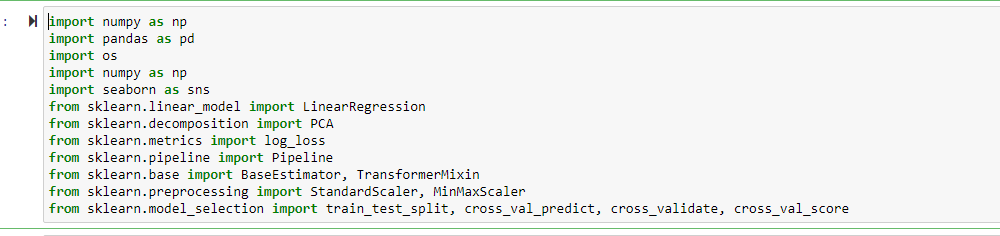 :
import numpy as np
import pandas as pd
import os
import numpy as np
import seaborn as sns
from sklearn.linear_model import LinearRegression
from sklearn.decomposition import PCA
from sklearn.metrics import log_loss
from sklearn.pipeline import Pipeline
from sklearn.base import BaseEstimator, TransformerMixin
from sklearn.preprocessing import StandardScaler, MinMaxScaler
from sklearn.model_selection import train_test_split, cross_val_predict, cross_validate, cross_val_score